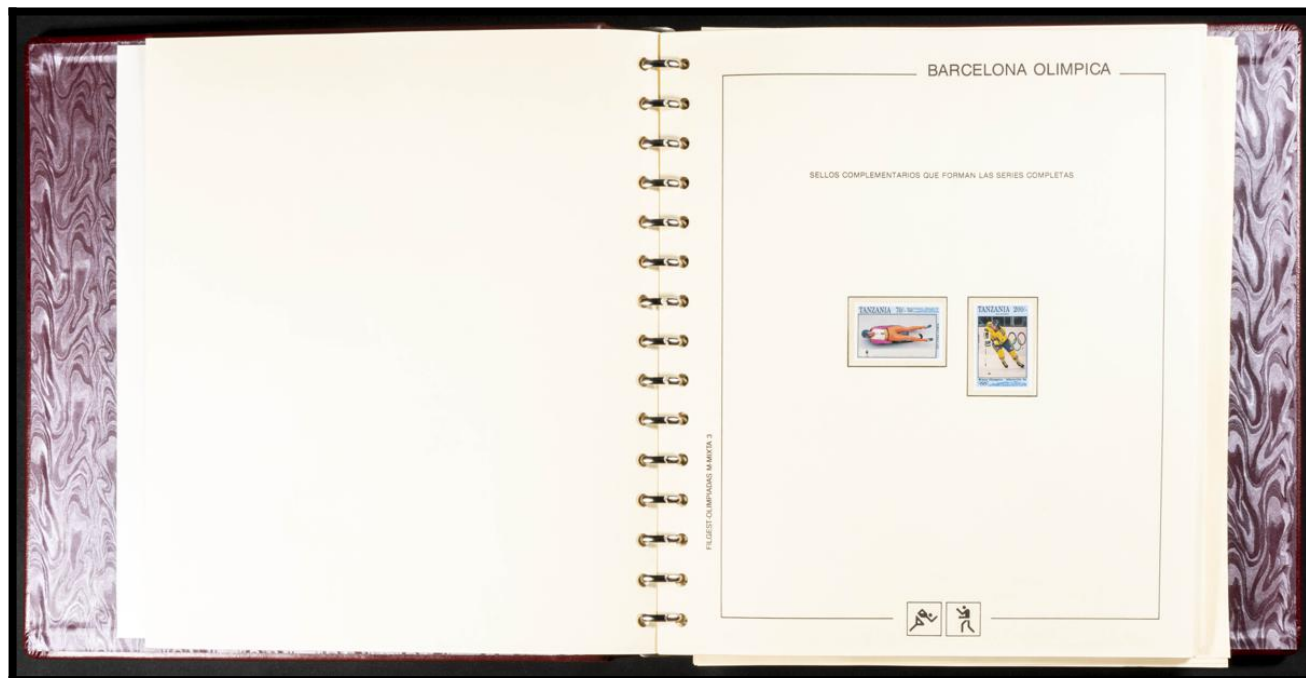 BARCELONA OLIMPICA
SELLOS COMPLEMENTARIOS QUE FORMAN LAS SERIES COMPLETAS
TANZANIA
TANZANIA
FILGEST-OLIMPIADAS M-MIXTA 3